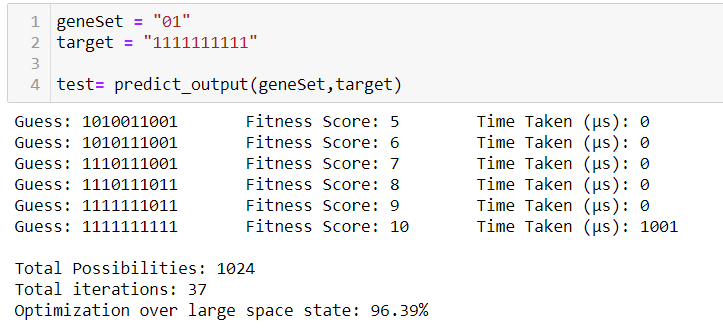 1 geneSet = "01"
2 target = "1111111111"
3
4 test= predict_output(geneSet,target)
Guess: 1010011001 Fitness Score: 5 Time Taken (µs): 0
Guess: 1010111001 Fitness Score: 6 Time Taken (µs): 0
Guess: 1110111001 Fitness Score: 7 Time Taken (µs): 0
Guess: 1110111011 Fitness Score: 8 Time Taken (µs): 0
Guess: 1111111011 Fitness Score: 9 Time Taken (µs): 0
Guess: 1111111111 Fitness Score: 10 Time Taken (µs): 1001
Total Possibilities: 1024
Total iterations: 37
Optimization over large space state: 96.39%